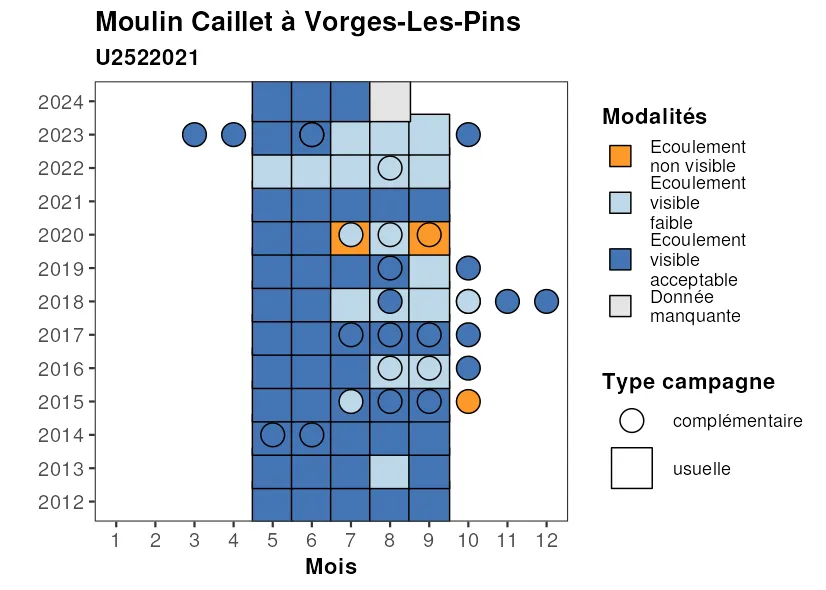 Moulin Caillet à Vorges-Les-Pins
U2522021
2024
2023
2022
2021
2020
2019
2018
2017
2016
2015
2014
2013
2012
1 2 3 4 5 6 7 8 9 10 11 12
Mois
Modalités
Ecoulement
non visible
Ecoulement
visible
faible
Ecoulement
visible
acceptable
Donnée
manquante
Type campagne
complémentaire
usuelle